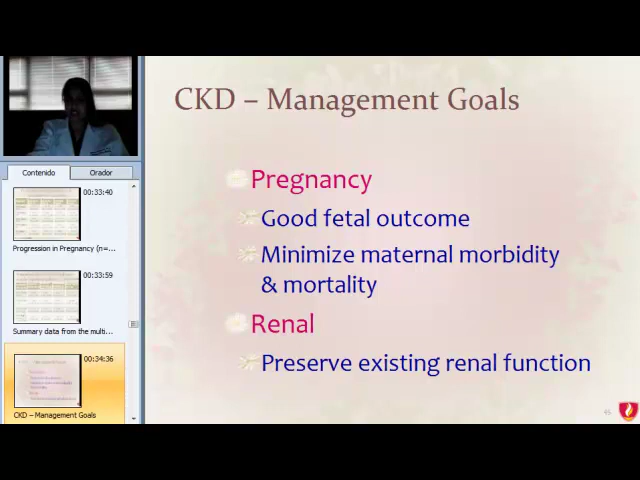 CKD – Management Goals
Pregnancy
Good fetal outcome
Minimize maternal morbidity
& mortality
Renal
Preserve existing renal function
Contenido
Orador
00:33:40
Progression in Pregnancy (n=...
00:33:59
Summary data from the multi...
00:34:36
CKD – Management Goals